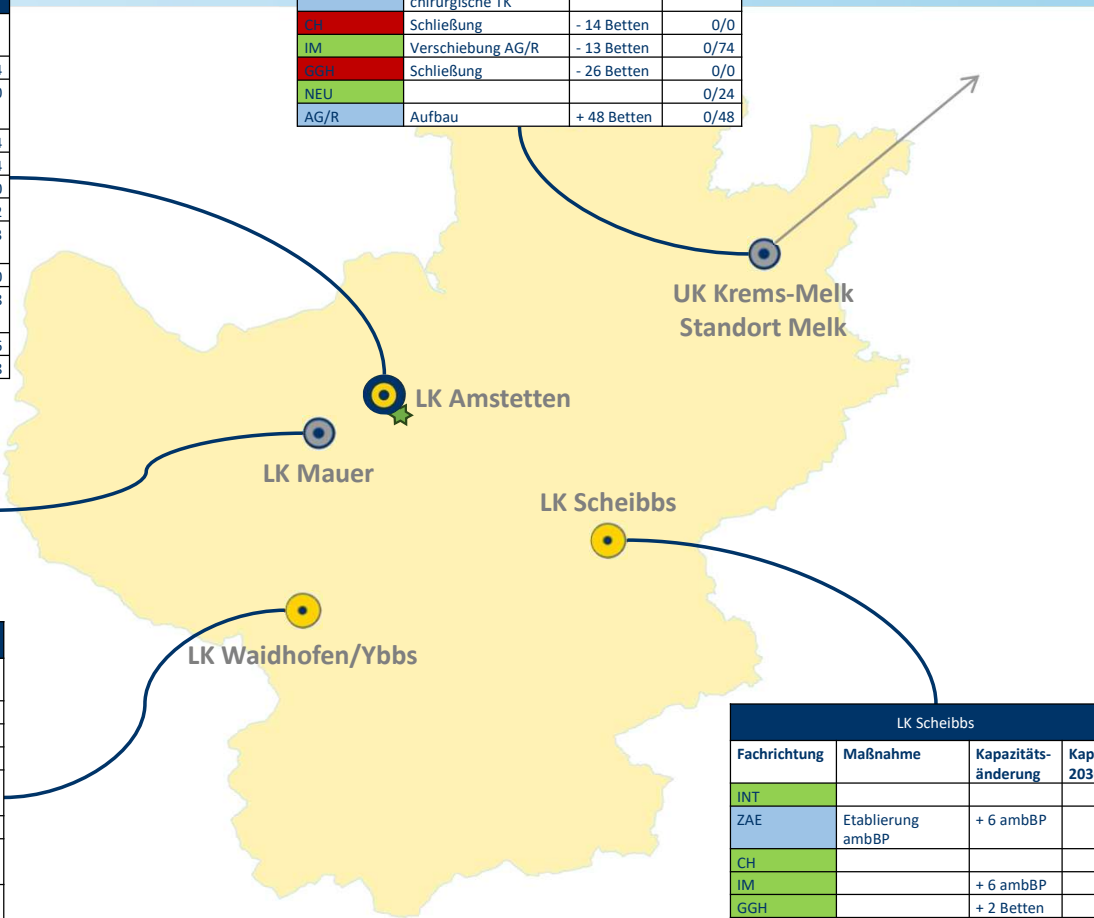 chirurgische TK
CH Schließung - 14 Betten 0/0
IM Verschiebung AG/R - 13 Betten 0/74
GGH Schließung - 26 Betten 0/0
NEU 0/24
AG/R Aufbau + 48 Betten 0/48
UK Krems-Melk
Standort Melk
LK Amstetten
LK Mauer
LK Scheibbs
LK Waidhofen/Ybbs
LK Scheibbs
Fachrichtung Maßnahme Kapazitäts- Kap
änderung 203
INT
ZAE Etablierung + 6 ambBP
ambBP
CH
IM + 6 ambBP
GGH + 2 Betten